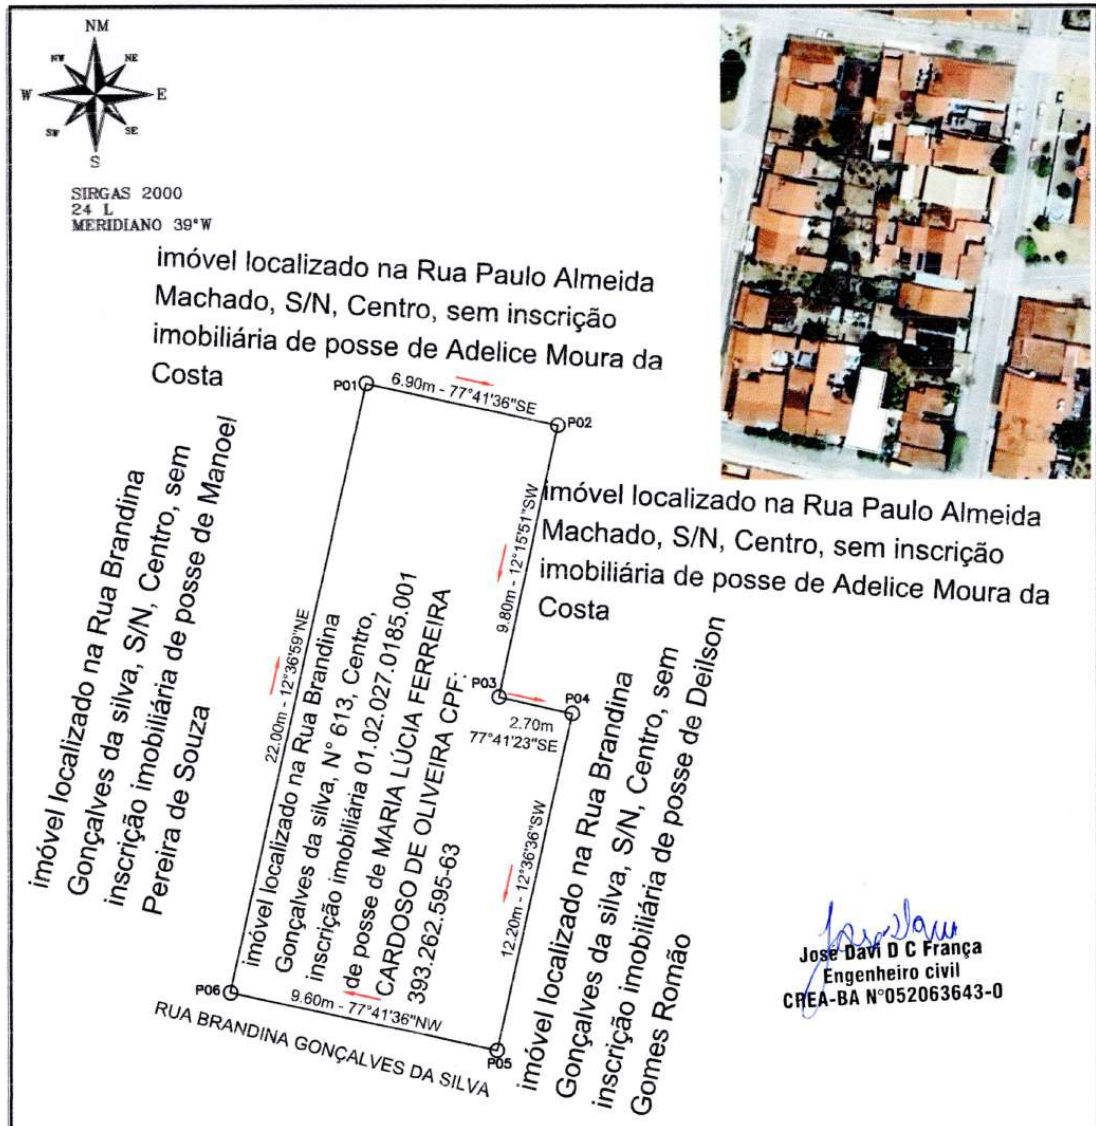 NM
NW
NE
W
E
SW
SE
S
SIRGAS 2000
24 L
MERIDIANO 39°W
imóvel localizado na Rua Paulo Almeida
Machado, S/N, Centro, sem inscrição
imobiliária de posse de Adelice Moura da
Costa
P01
6.90m - 77°41'36"SE
P02
imóvel localizado na Rua Brandina
Gonçalves da silva, S/N, Centro, sem
inscrição imobiliária de posse de Manoel
Pereira de Souza
22.00m - 12°36'59"NE
9.80m - 12°15'51"SW
imóvel localizado na Rua Paulo Almeida
Machado, S/N, Centro, sem inscrição
imobiliária de posse de Adelice Moura da
Costa
imóvel localizado na Rua Brandina
Gonçalves da silva, N° 613, Centro,
inscrição imobiliária 01.02.027.0185.001
de posse de MARIA LÚCIA FERREIRA
CARDOSO DE OLIVEIRA CPF:
393.262.595-63
P03
P04
2.70m
77°41'23"SE
12.20m - 12°36'36"SW
imóvel localizado na Rua Brandina
Gonçalves da silva, S/N, Centro, sem
inscrição imobiliária de posse de Deilson
Gomes Romão
P06
9.60m - 77°41'36"NW
P05
RUA BRANDINA GONÇALVES DA SILVA
José Davi D C França
Engenheiro civil
CREA-BA N°052063643-0